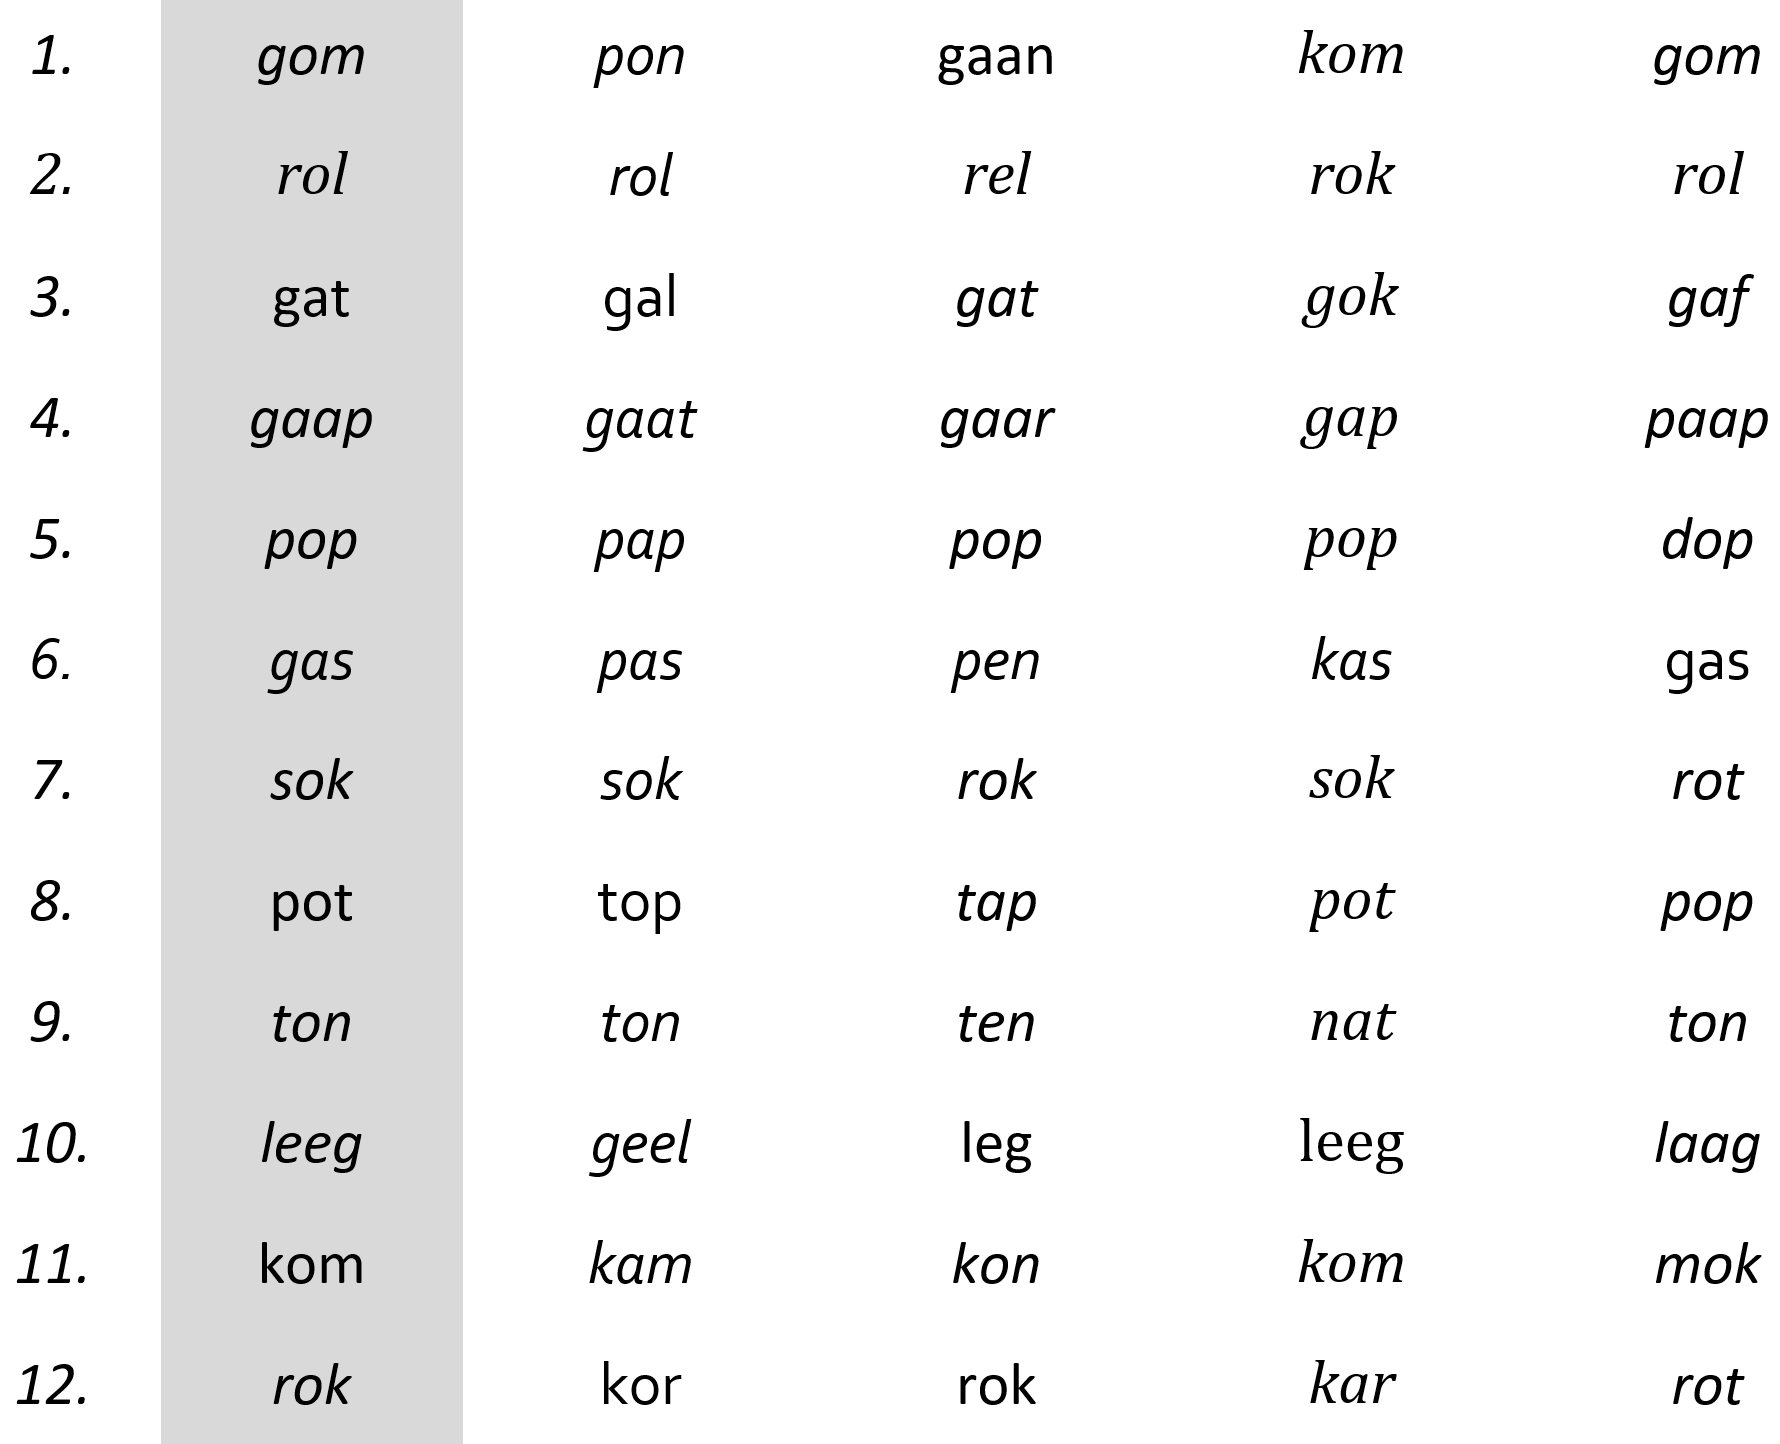 1. gom pon gaan kom gom
2. rol rol rel rok rol
3. gat gal gat gok gaf
4. gaap gaat gaar gap paap
5. pop pap pop pop dop
6. gas pas pen kas gas
7. sok sok rok sok rot
8. pot top tap pot pop
9. ton ton ten nat ton
10. leeg geel leg leeg laag
11. kom kam kon kom mok
12. rok kor rok kar rot